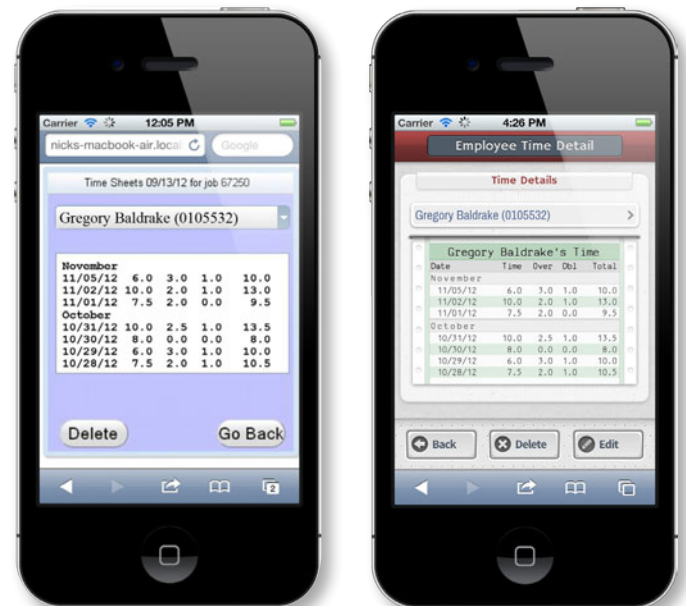 Carrier 12:05 PM
nicks-macbook-air.local Google
Time Sheets 09/13/12 for job 67250
Gregory Baldrake (0105532)
November
11/05/12 6.0 3.0 1.0 10.0
11/02/12 10.0 2.0 1.0 13.0
11/01/12 7.5 2.0 0.0 9.5
October
10/31/12 10.0 2.5 1.0 13.5
10/30/12 8.0 0.0 0.0 8.0
10/29/12 6.0 3.0 1.0 10.0
10/28/12 7.5 2.0 1.0 10.5
Delete Go Back
2
Carrier 4:26 PM
Employee Time Detail
Time Details
Gregory Baldrake (0105532)
Gregory Baldrake's Time
Date Time Over Dbl Total
November
11/05/12 6.0 3.0 1.0 10.0
11/02/12 10.0 2.0 1.0 13.0
11/01/12 7.5 2.0 0.0 9.5
October
10/31/12 10.0 2.5 1.0 13.5
10/30/12 8.0 0.0 0.0 8.0
10/29/12 6.0 3.0 1.0 10.0
10/28/12 7.5 2.0 1.0 10.5
Back Delete Edit